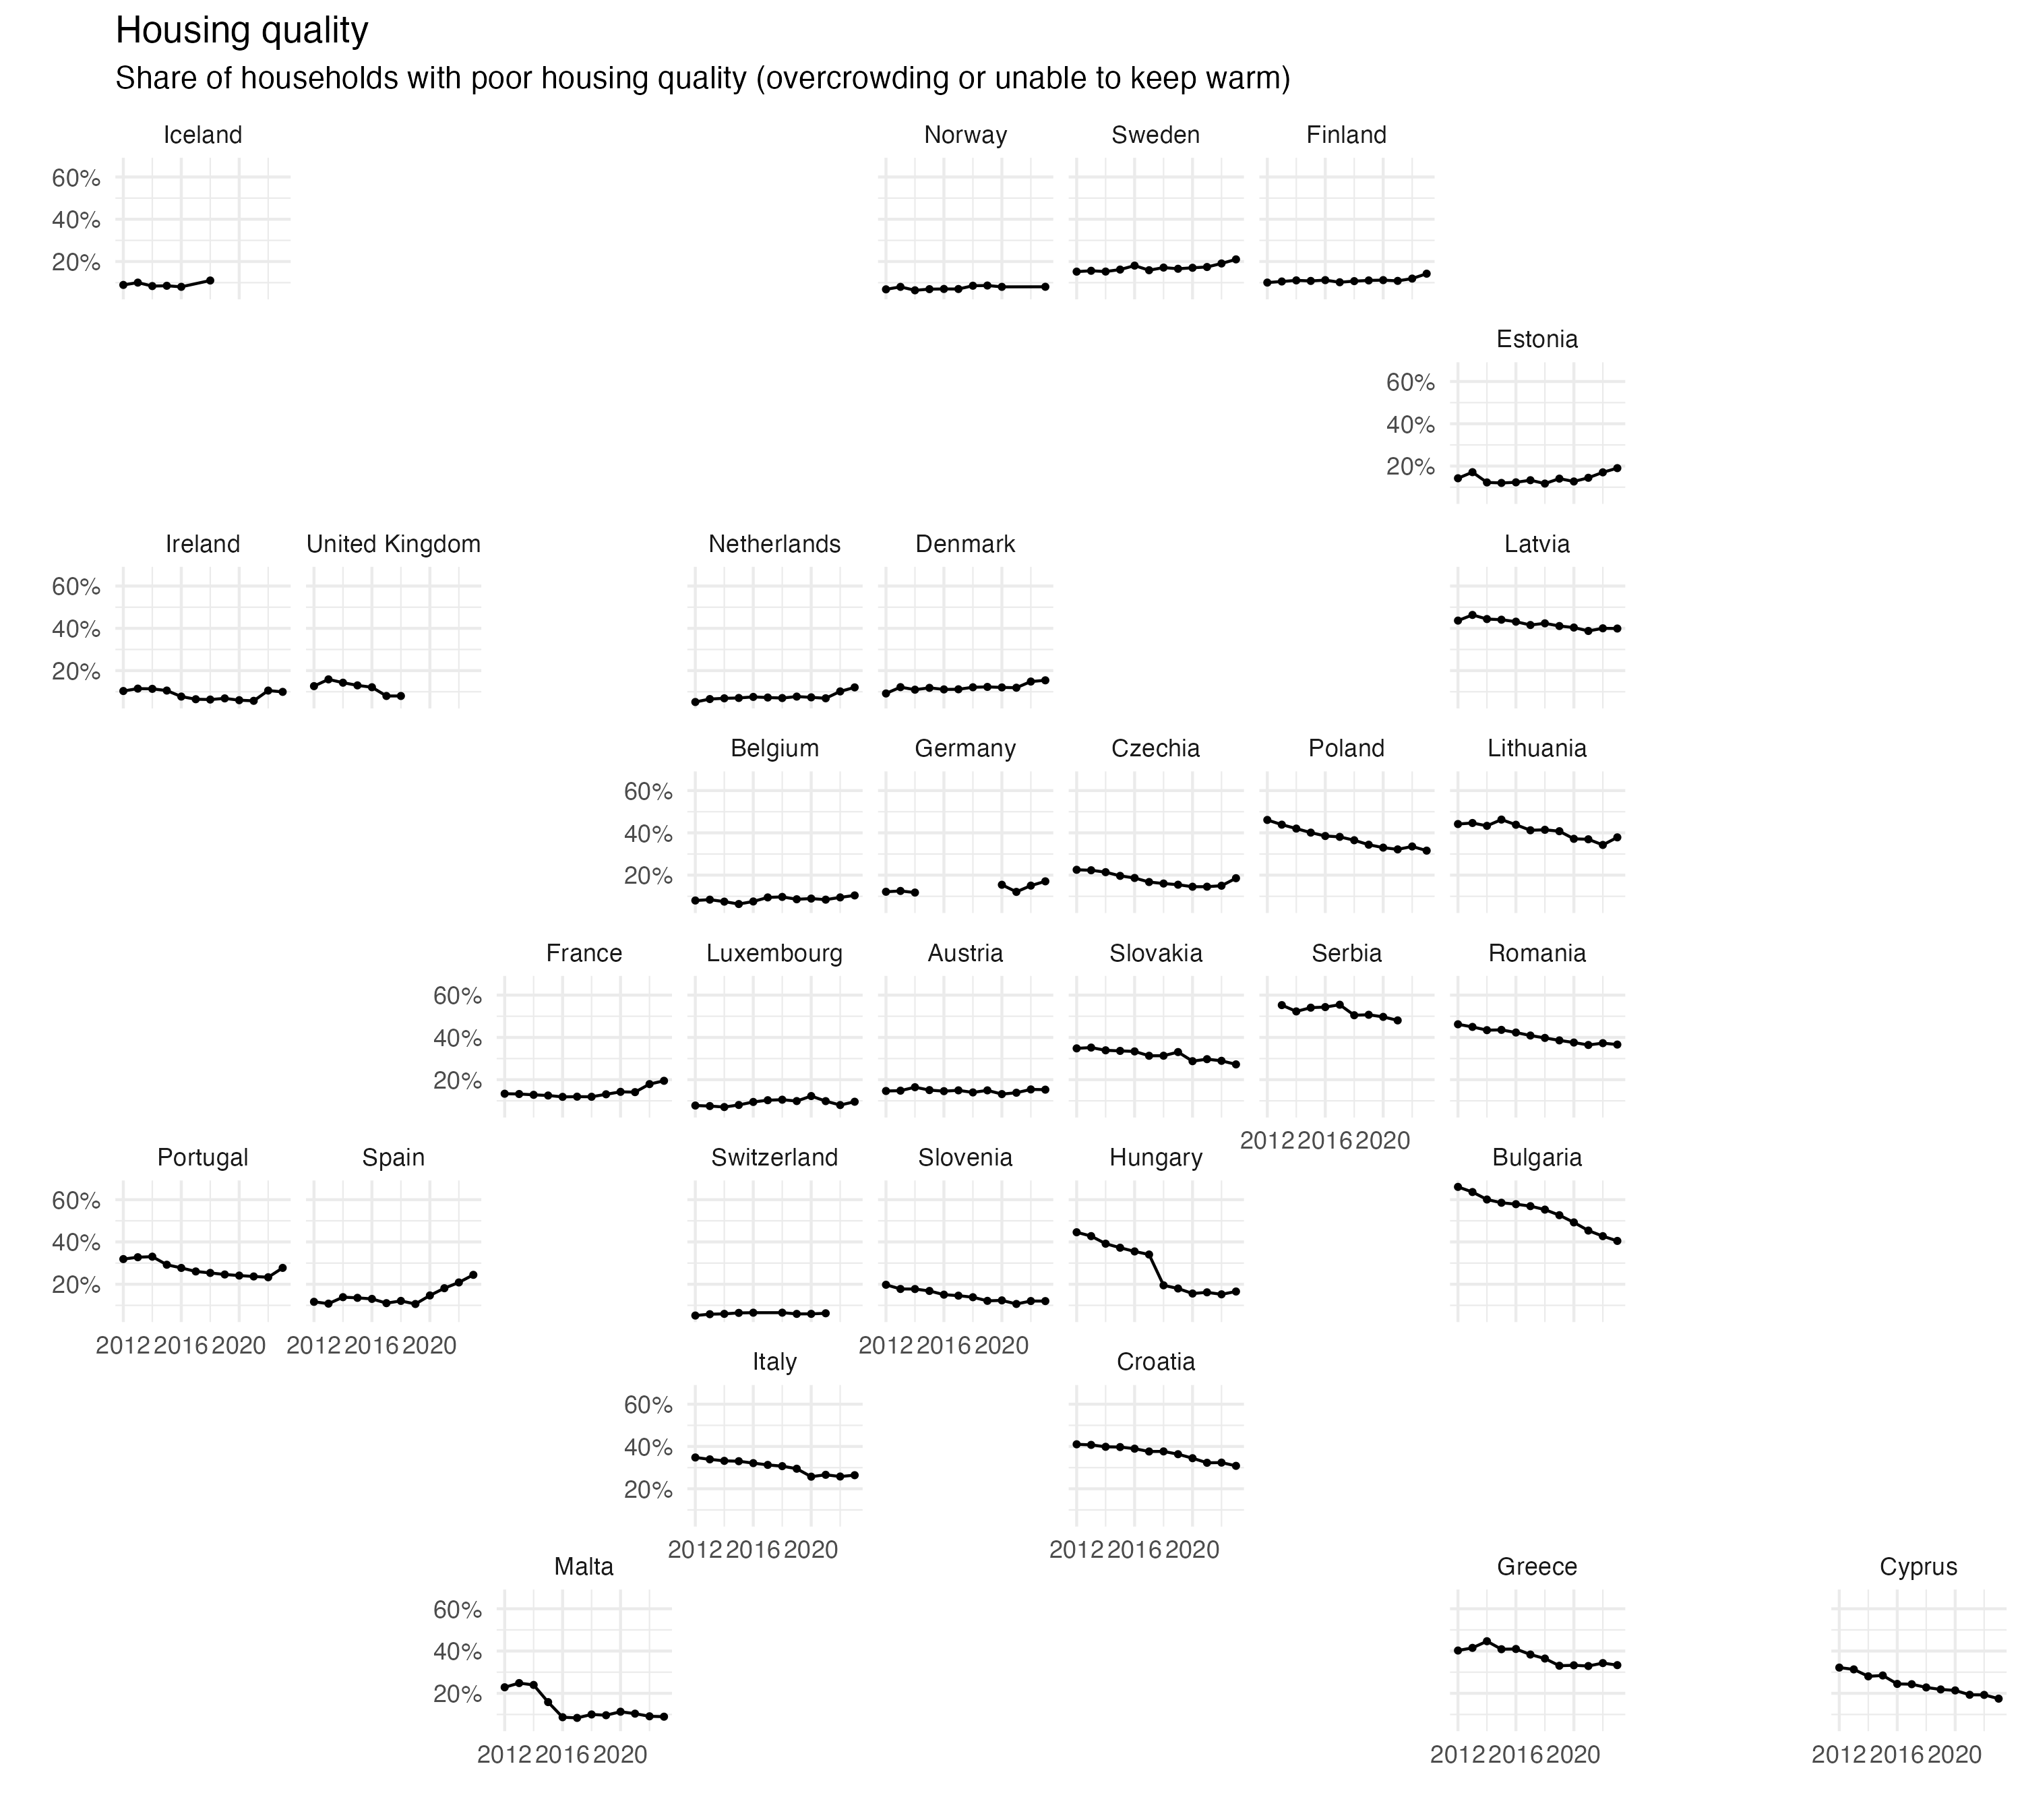 Housing quality
Share of households with poor housing quality (overcrowding or unable to keep warm)
Iceland Norway Sweden Finland
60%
40%
20%
Estonia
60%
40%
20%
Ireland United Kingdom Netherlands Denmark Latvia
60%
40%
20%
Belgium Germany Czechia Poland Lithuania
60%
40%
20%
France Luxembourg Austria Slovakia Serbia Romania
60%
40%
20%
2012 2016 2020
Portugal Spain Switzerland Slovenia Hungary Bulgaria
60%
40%
20%
2012 2016 2020 2012 2016 2020 2012 2016 2020
Italy Croatia
60%
40%
20%
2012 2016 2020 2012 2016 2020
Malta Greece Cyprus
60%
40%
20%
2012 2016 2020 2012 2016 2020 2012 2016 2020